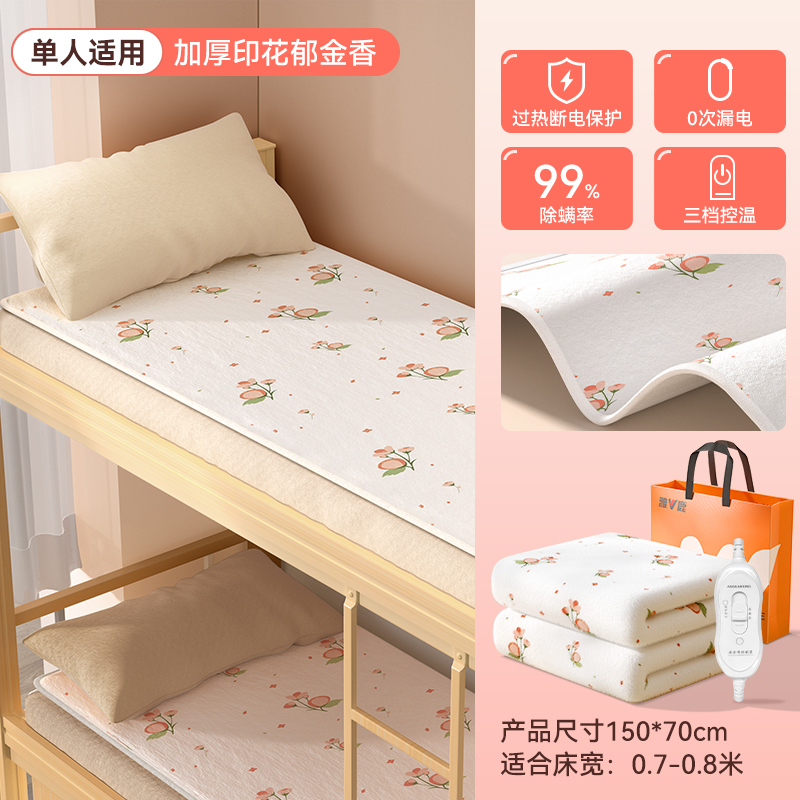 单人适用
加厚印花郁金香
过热断电保护
0次漏电
99%
除螨率
三档控温
产品尺寸150*70cm
适合床宽：0.7-0.8米